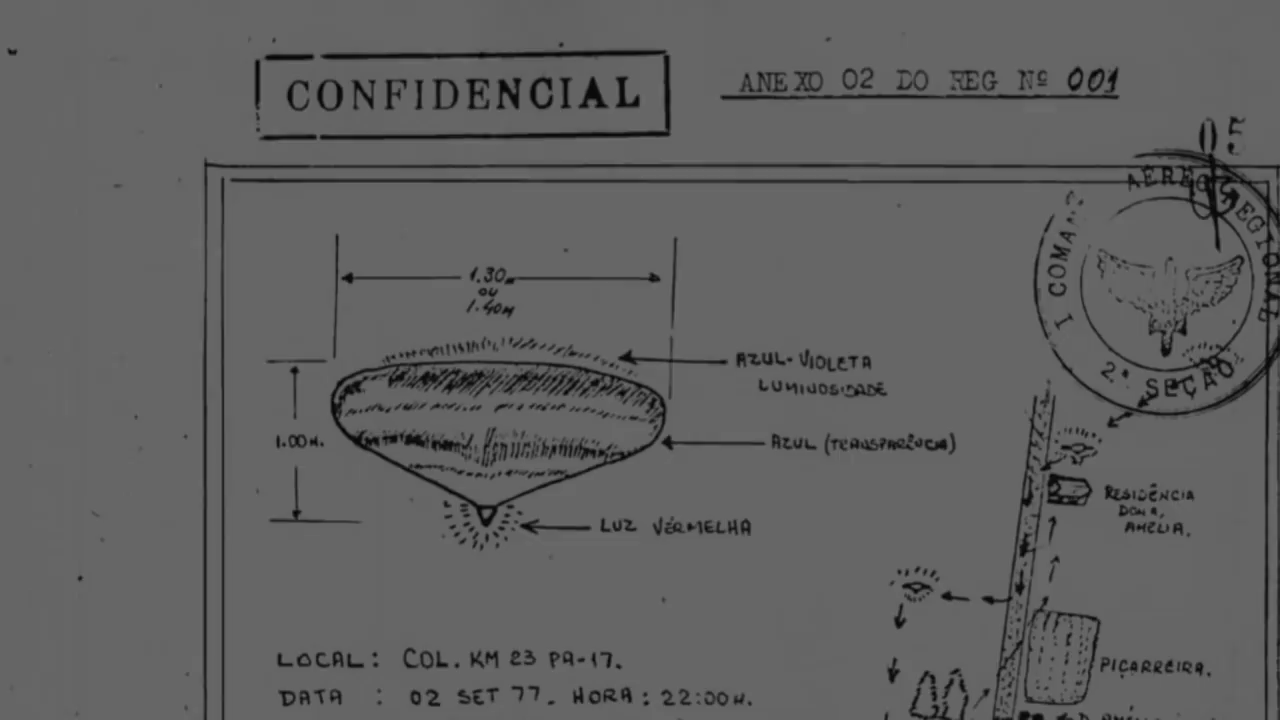 CONFIDENCIAL
ANEXO 02 DO REG Nº 001
05
I COMANDO AÉREO REGIONAL
2.ª SEÇÃO
1.30M
OU
1.40M
AZUL-VIOLETA
LUMINOSIDADE
1.00M.
AZUL (TRANSPARÊNCIA)
LUZ VERMELHA
RESIDÊNCIA
DONA,
AMÉLIA.
PIÇARREIRA.
LOCAL: COL. KM 23 PA-17.
DATA : 02 SET 77. HORA: 22:00H.